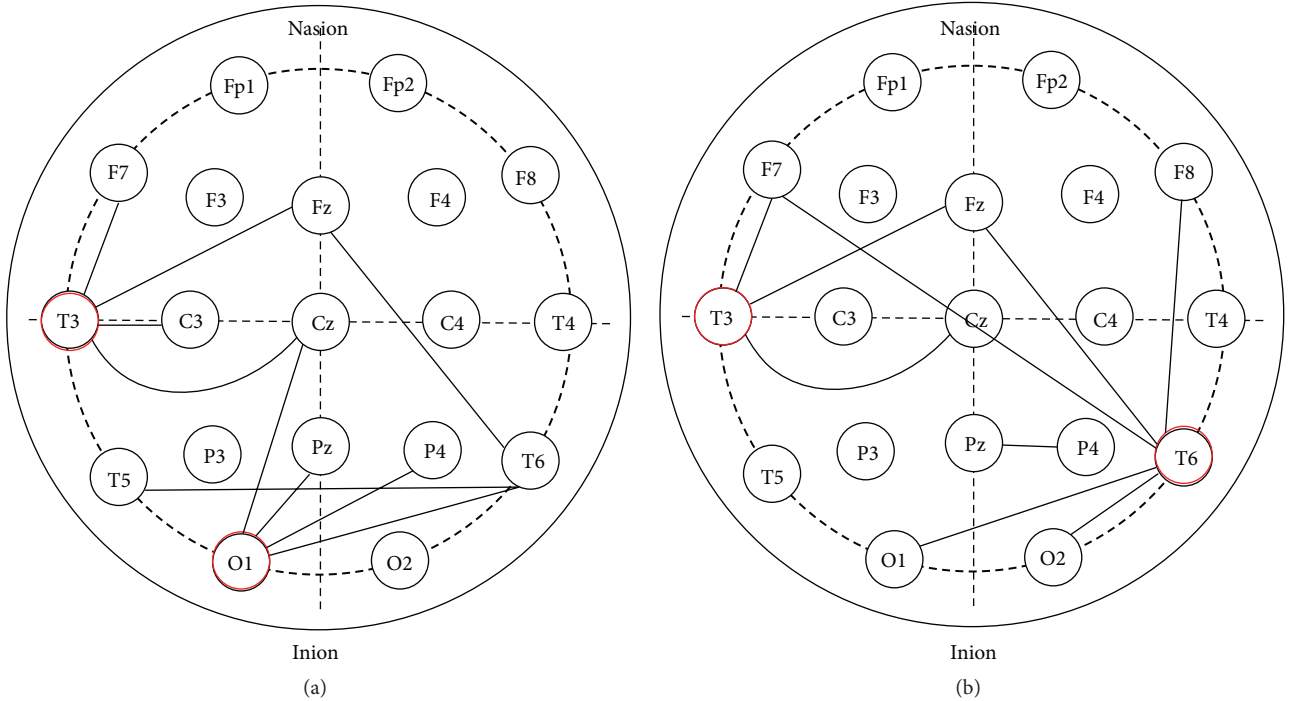 Nasion
Fp1 Fp2
F7 F8
F3 F4
Fz
T3 C3 Cz C4 T4
T5 P3 Pz P4 T6
O1 O2
Inion
(a)
Nasion
Fp1 Fp2
F7 F8
F3 F4
Fz
T3 C3 Cz C4 T4
T5 P3 Pz P4 T6
O1 O2
Inion
(b)